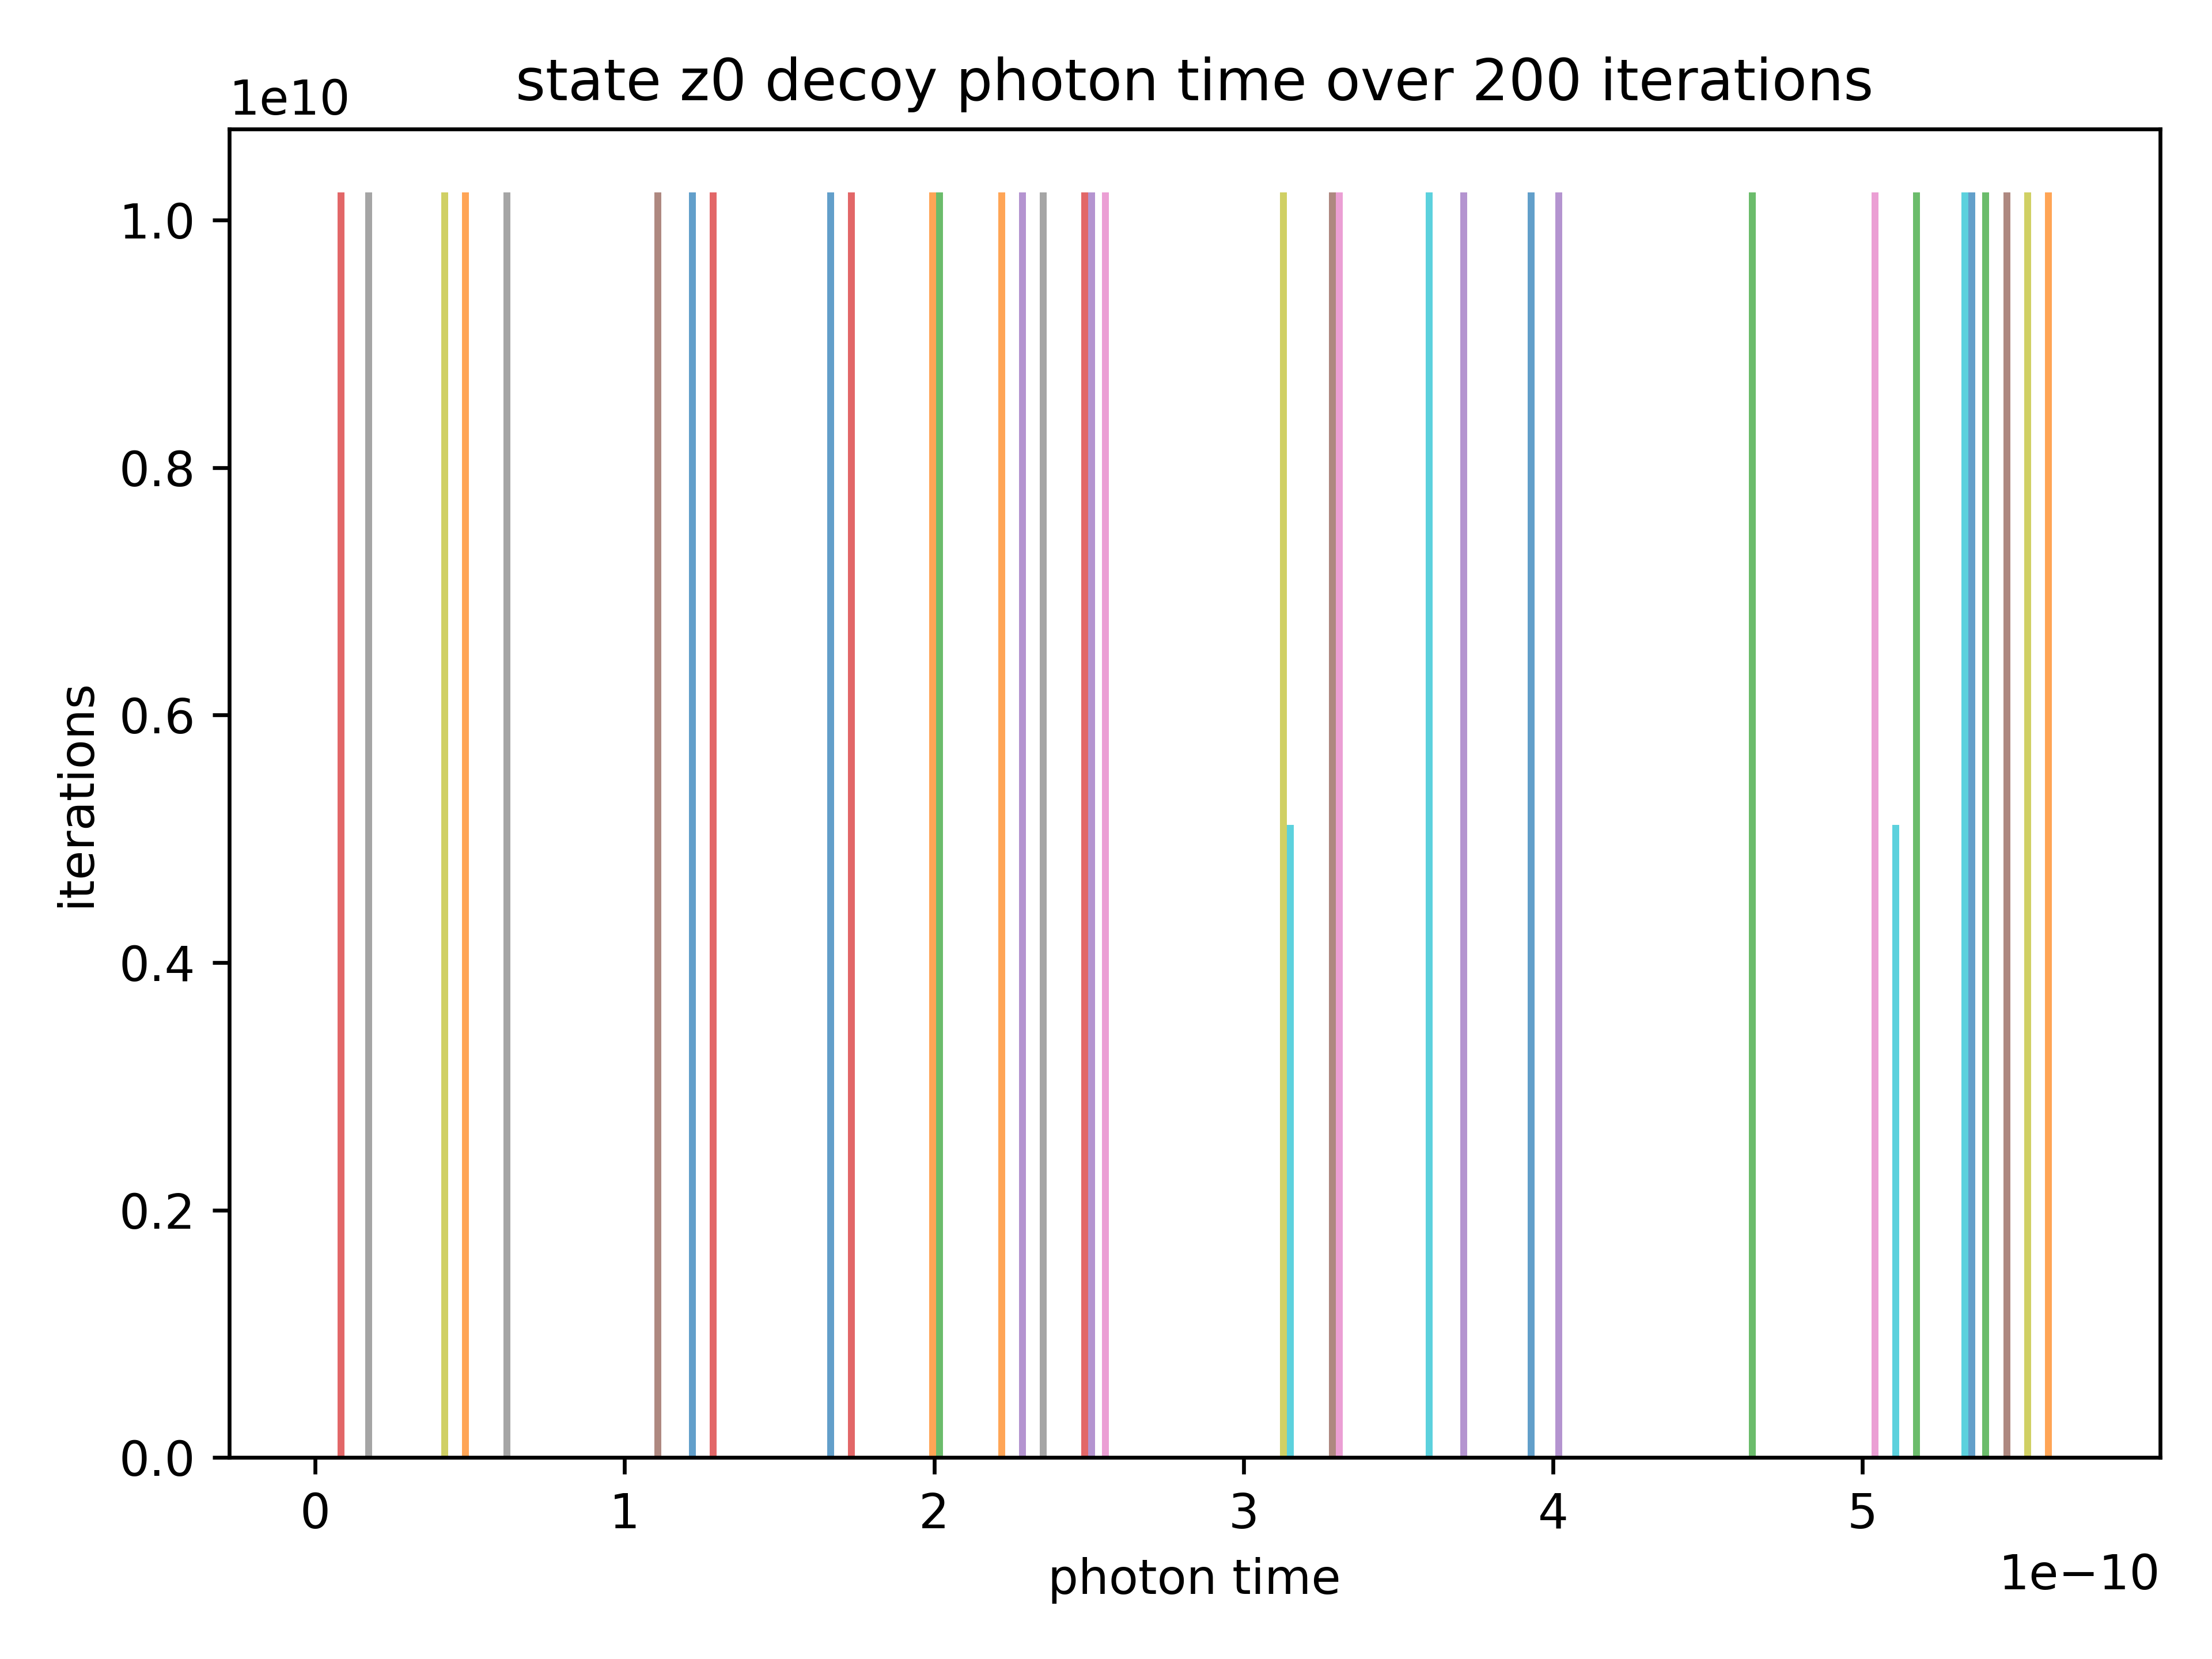 state z0 decoy photon time over 200 iterations
1e10
1.0
0.8
0.6
0.4
0.2
0.0
iterations
0 1 2 3 4 5
1e−10
photon time